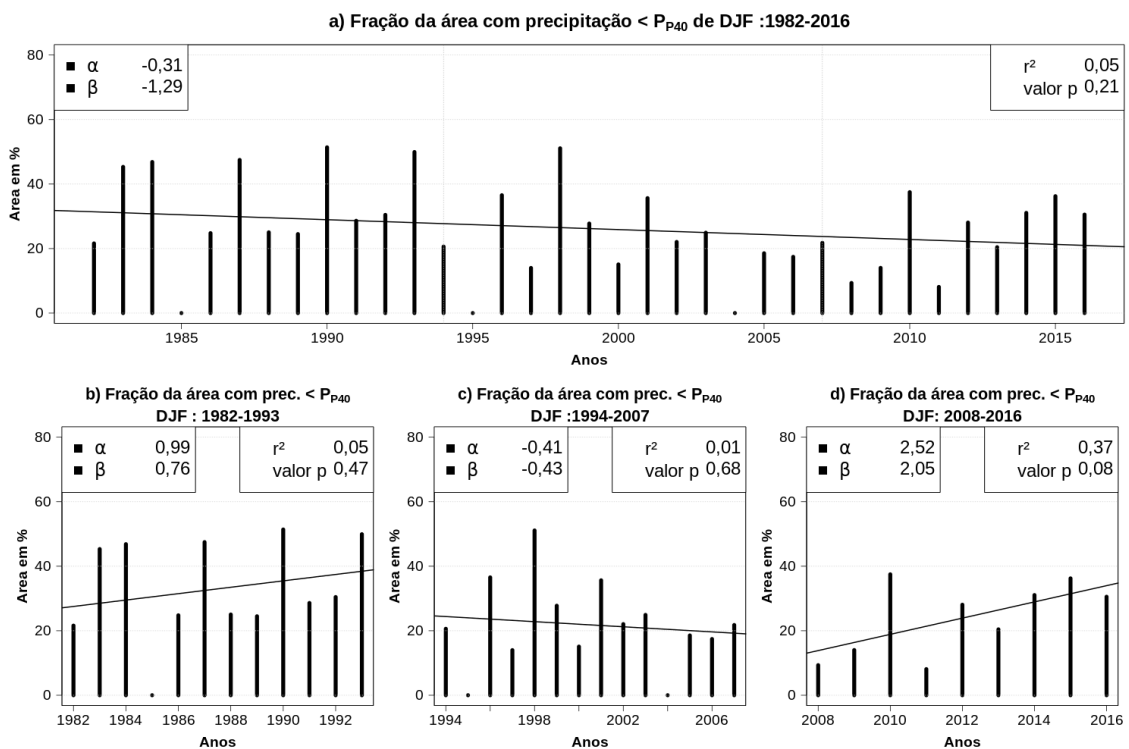 a) Fração da área com precipitação < P_P40 de DJF :1982-2016
α -0,31
β -1,29
r² 0,05
valor p 0,21
Area em %
80
60
40
20
0
1985 1990 1995 2000 2005 2010 2015
Anos
b) Fração da área com prec. < P_P40
DJF : 1982-1993
α 0,99
β 0,76
r² 0,05
valor p 0,47
Area em %
80
60
40
20
0
1982 1984 1986 1988 1990 1992
Anos
c) Fração da área com prec. < P_P40
DJF :1994-2007
α -0,41
β -0,43
r² 0,01
valor p 0,68
Area em %
80
60
40
20
0
1994 1998 2002 2006
Anos
d) Fração da área com prec. < P_P40
DJF: 2008-2016
α 2,52
β 2,05
r² 0,37
valor p 0,08
Area em %
80
60
40
20
0
2008 2010 2012 2014 2016
Anos